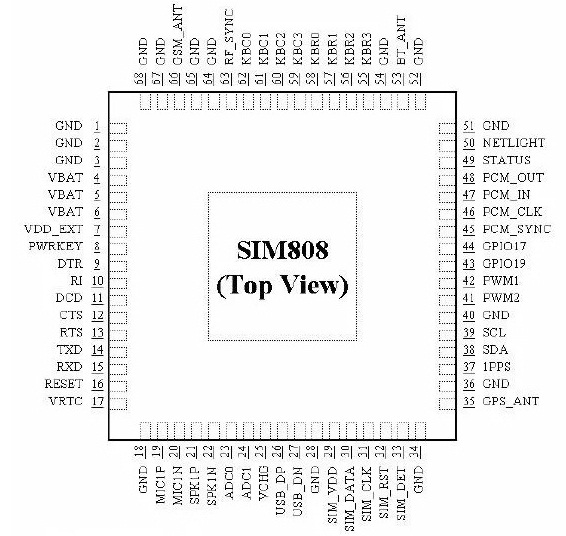 68 GND
67 GND
66 GSM_ANT
65 GND
64 GND
63 RF_SYNC
62 KBC0
61 KBC1
60 KBC2
59 KBC3
58 KBR0
57 KBR1
56 KBR2
55 KBR3
54 GND
53 BT_ANT
52 GND
GND 1
GND 2
GND 3
VBAT 4
VBAT 5
VBAT 6
VDD_EXT 7
PWRKEY 8
DTR 9
RI 10
DCD 11
CTS 12
RTS 13
TXD 14
RXD 15
RESET 16
VRTC 17
SIM808
(Top View)
51 GND
50 NETLIGHT
49 STATUS
48 PCM_OUT
47 PCM_IN
46 PCM_CLK
45 PCM_SYNC
44 GPIO17
43 GPIO19
42 PWM1
41 PWM2
40 GND
39 SCL
38 SDA
37 1PPS
36 GND
35 GPS_ANT
GND 18
MIC1P 19
MIC1N 20
SPK1P 21
SPK1N 22
ADC0 23
ADC1 24
VCHG 25
USB_DP 26
USB_DN 27
GND 28
SIM_VDD 29
SIM_DATA 30
SIM_CLK 31
SIM_RST 32
SIM_DET 33
GND 34